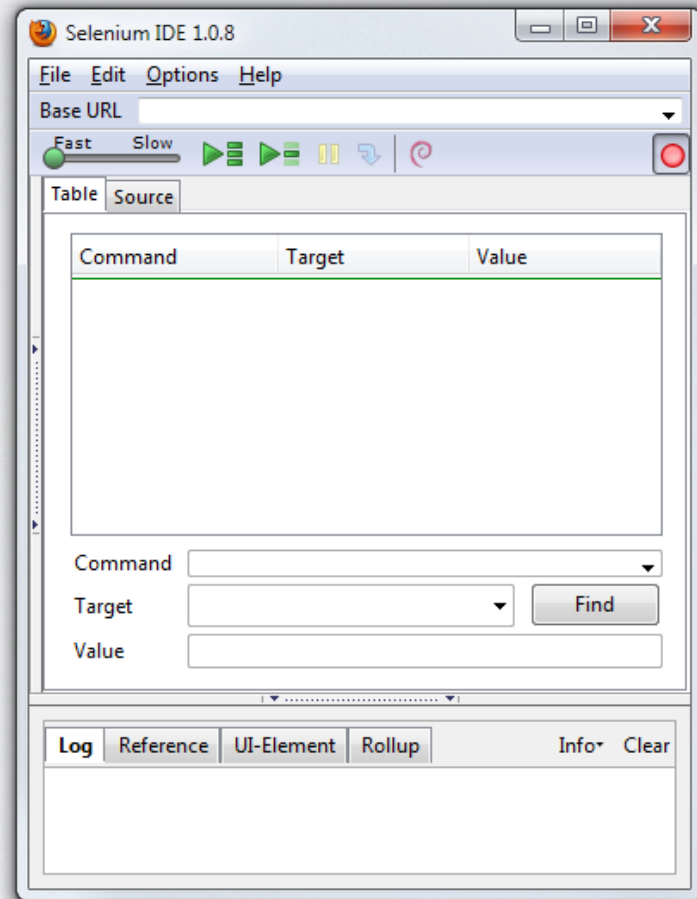 Selenium IDE 1.0.8
File Edit Options Help
Base URL
Fast Slow
Table Source
Command Target Value
Command
Target Find
Value
Log Reference UI-Element Rollup Info Clear